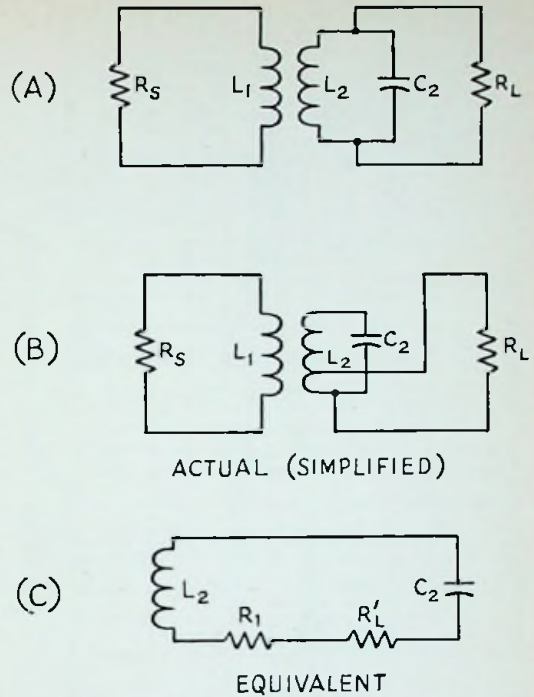 (A)
R_S L_1 L_2 C_2 R_L
(B)
R_S L_1 L_2 C_2 R_L
ACTUAL (SIMPLIFIED)
(C)
L_2 R_1 R'_L C_2
EQUIVALENT